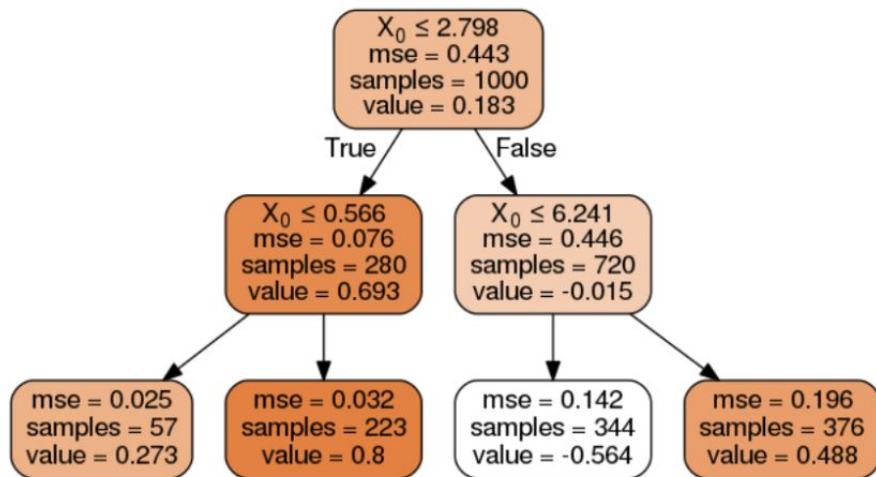 X₀ ≤ 2.798
mse = 0.443
samples = 1000
value = 0.183
True
False
X₀ ≤ 0.566
mse = 0.076
samples = 280
value = 0.693
X₀ ≤ 6.241
mse = 0.446
samples = 720
value = -0.015
mse = 0.025
samples = 57
value = 0.273
mse = 0.032
samples = 223
value = 0.8
mse = 0.142
samples = 344
value = -0.564
mse = 0.196
samples = 376
value = 0.488